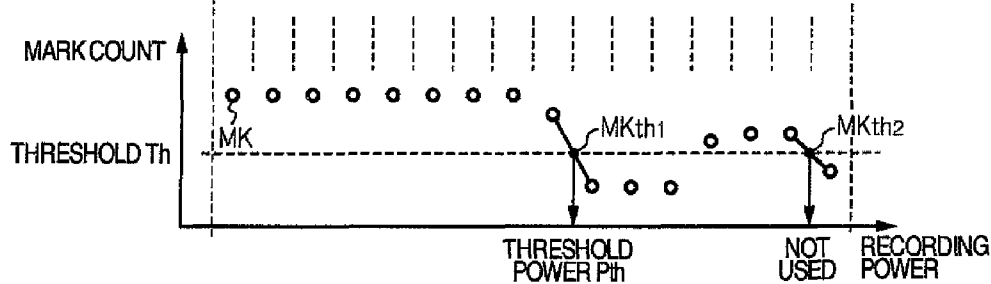 MARK COUNT
MK
MKth1
MKth2
THRESHOLD Th
THRESHOLD
POWER Pth
NOT
USED
RECORDING
POWER